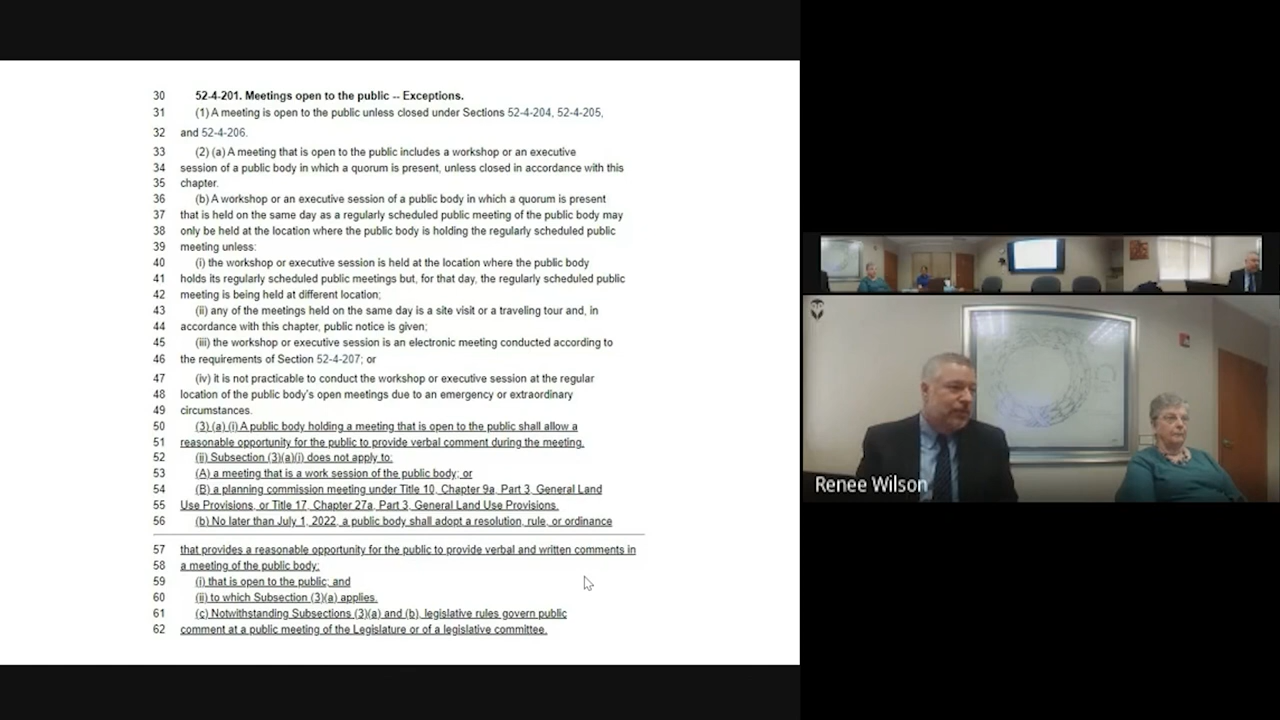 30 52-4-201. Meetings open to the public -- Exceptions.
31 (1) A meeting is open to the public unless closed under Sections 52-4-204, 52-4-205,
32 and 52-4-206.
33 (2) (a) A meeting that is open to the public includes a workshop or an executive
34 session of a public body in which a quorum is present, unless closed in accordance with this
35 chapter.
36 (b) A workshop or an executive session of a public body in which a quorum is present
37 that is held on the same day as a regularly scheduled public meeting of the public body may
38 only be held at the location where the public body is holding the regularly scheduled public
39 meeting unless:
40 (i) the workshop or executive session is held at the location where the public body
41 holds its regularly scheduled public meetings but, for that day, the regularly scheduled public
42 meeting is being held at different location;
43 (ii) any of the meetings held on the same day is a site visit or a traveling tour and, in
44 accordance with this chapter, public notice is given;
45 (iii) the workshop or executive session is an electronic meeting conducted according to
46 the requirements of Section 52-4-207; or
47 (iv) it is not practicable to conduct the workshop or executive session at the regular
48 location of the public body's open meetings due to an emergency or extraordinary
49 circumstances.
50 (3) (a) (i) A public body holding a meeting that is open to the public shall allow a
51 reasonable opportunity for the public to provide verbal comment during the meeting.
52 (ii) Subsection (3)(a)(i) does not apply to:
53 (A) a meeting that is a work session of the public body; or
54 (B) a planning commission meeting under Title 10, Chapter 9a, Part 3, General Land
55 Use Provisions, or Title 17, Chapter 27a, Part 3, General Land Use Provisions.
56 (b) No later than July 1, 2022, a public body shall adopt a resolution, rule, or ordinance
57 that provides a reasonable opportunity for the public to provide verbal and written comments in
58 a meeting of the public body:
59 (i) that is open to the public; and
60 (ii) to which Subsection (3)(a) applies.
61 (c) Notwithstanding Subsections (3)(a) and (b), legislative rules govern public
62 comment at a public meeting of the Legislature or of a legislative committee.
Renee Wilson